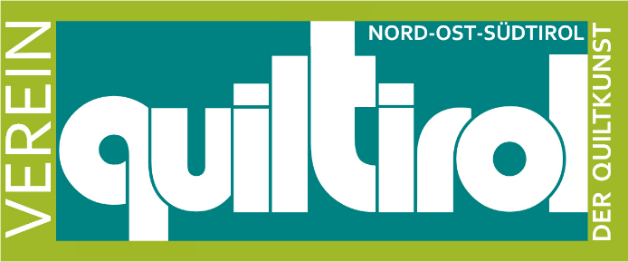 VEREIN
NORD-OST-SÜDTIROL
quiltirol
DER QUILTKUNST